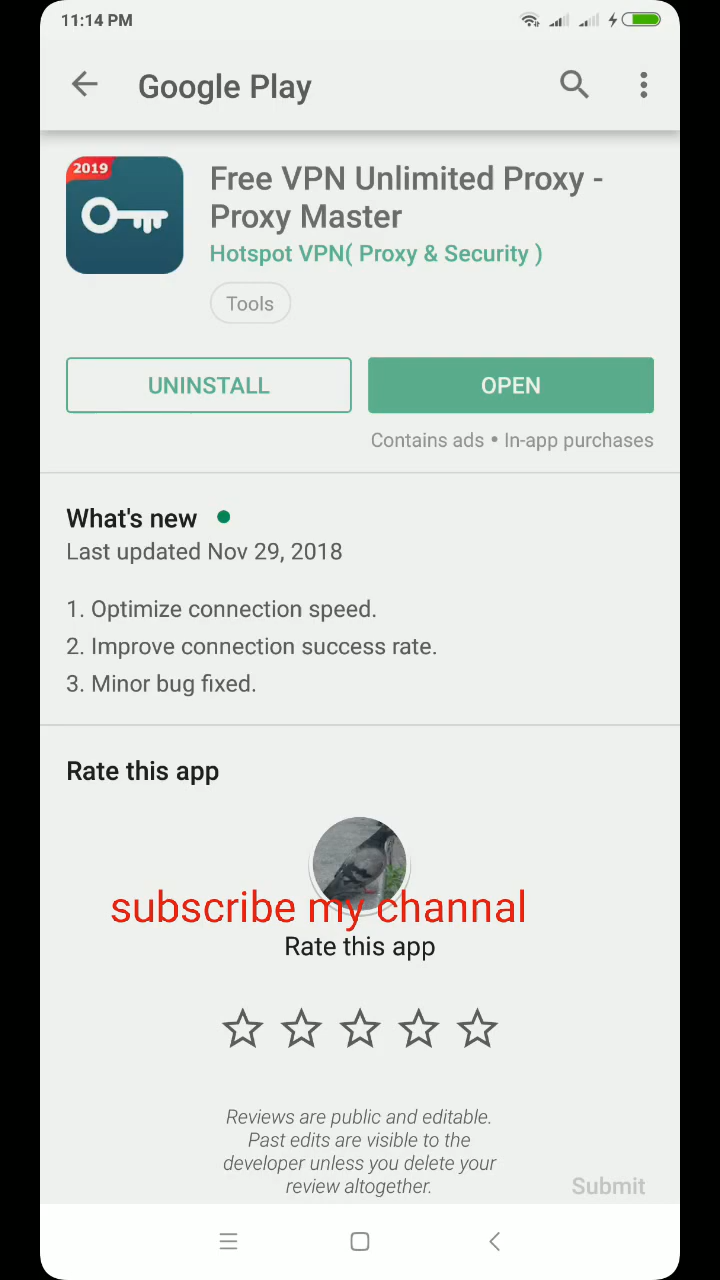 11:14 PM
Google Play
2019
Free VPN Unlimited Proxy -
Proxy Master
Hotspot VPN( Proxy & Security )
Tools
UNINSTALL
OPEN
Contains ads • In-app purchases
What's new
Last updated Nov 29, 2018
1. Optimize connection speed.
2. Improve connection success rate.
3. Minor bug fixed.
Rate this app
subscribe my channal
Rate this app
Reviews are public and editable.
Past edits are visible to the
developer unless you delete your
review altogether.
Submit